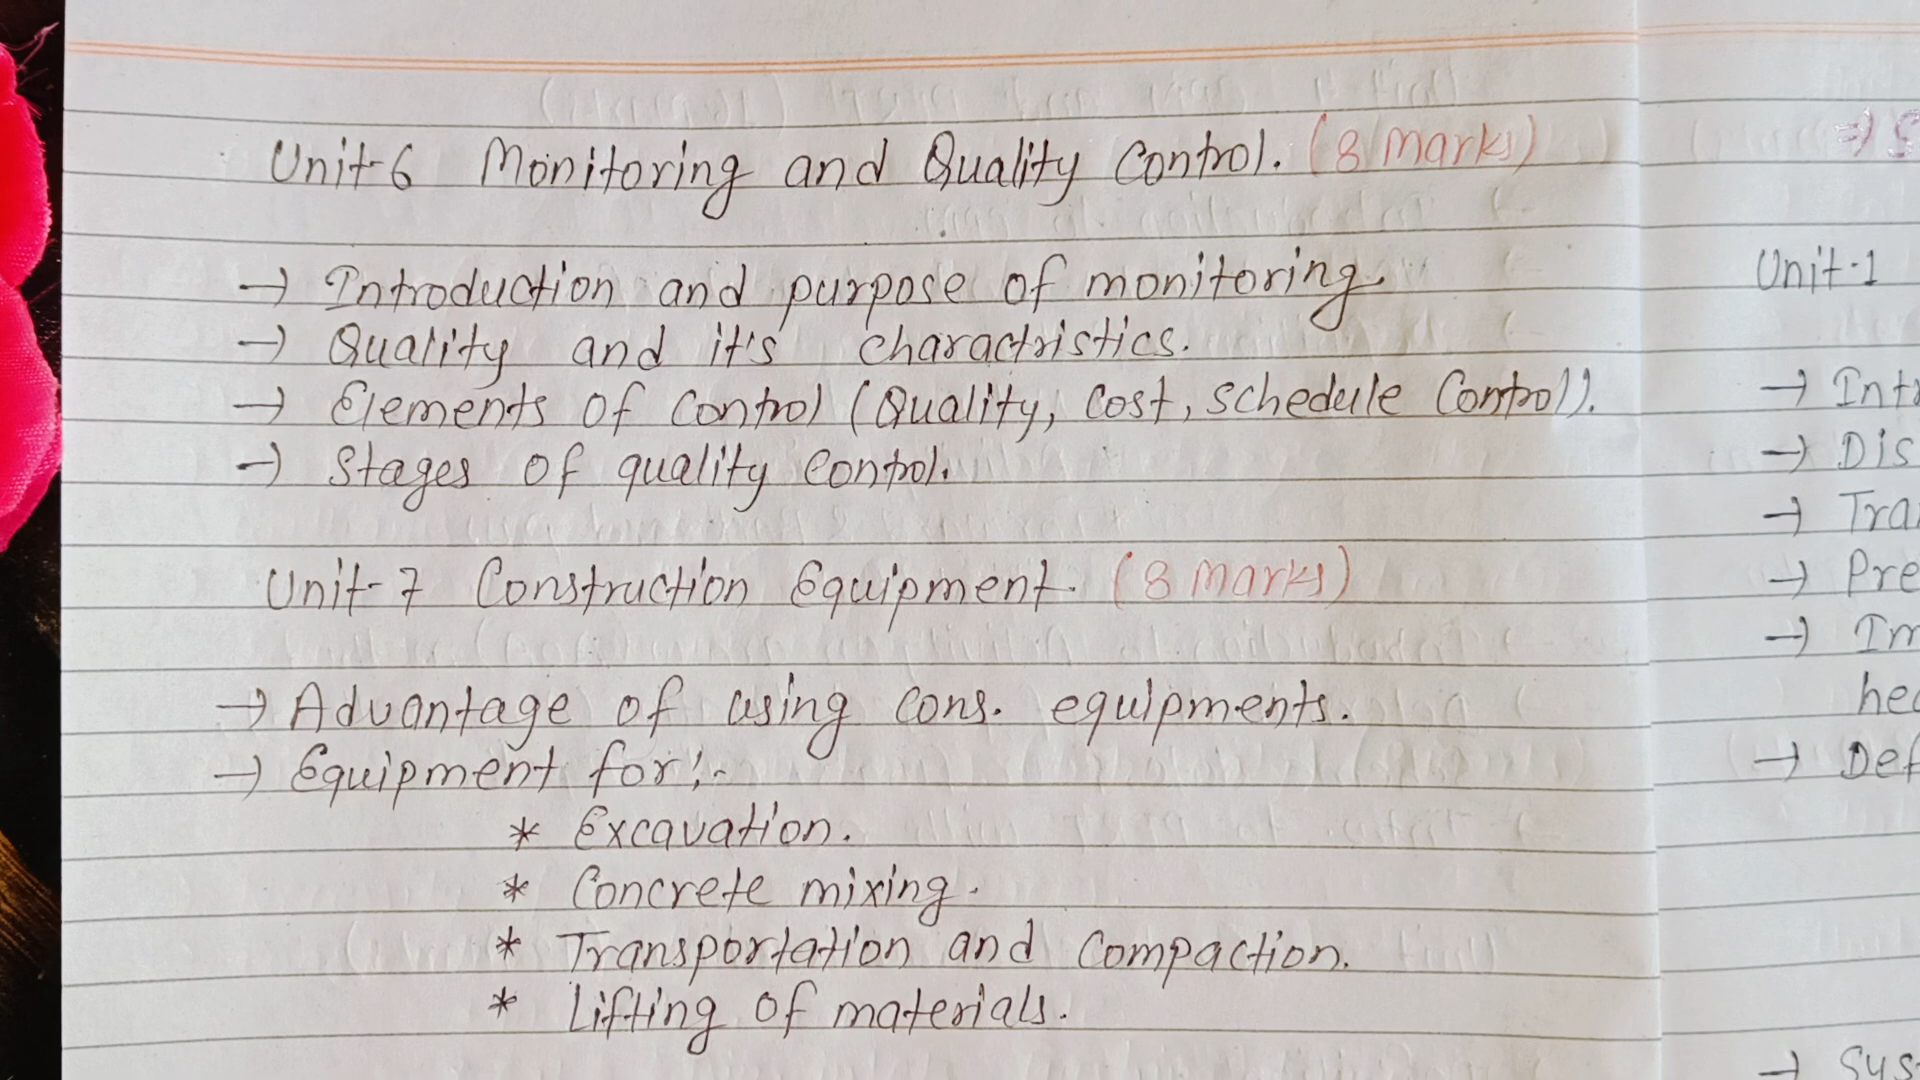 Unit-6 Monitoring and Quality Control. (8 marks)
→ Introduction and purpose of monitoring.
→ Quality and it's charactristics.
→ Elements of control (Quality, Cost, schedule Control).
→ Stages of quality control.
Unit-7 Construction Equipment. (8 marks)
→ Advantage of using cons. equipments.
→ Equipment for:-
* Excavation.
* Concrete mixing.
* Transportation and Compaction.
* Lifting of materials.
Unit-1
→ Intr
→ Dis
→ Tra
→ Pre
→ Im
hea
→ Def
→ Sys